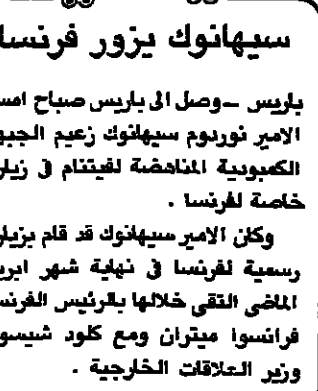 سيهانوك يزور فرنسا
باريس ـ وصل الى باريس صباح امس
الامير نوردوم سيهانوك زعيم الجبهة
الكمبودية المناهضة لفيتنام في زيارة
خاصة لفرنسا .
وكان الامير سيهانوك قد قام بزيارة
رسمية لفرنسا في نهاية شهر ابريل
الماضي التقى خلالها بالرئيس الفرنسي
فرانسوا ميتران ومع كلود شيسون
وزير العلاقات الخارجية .